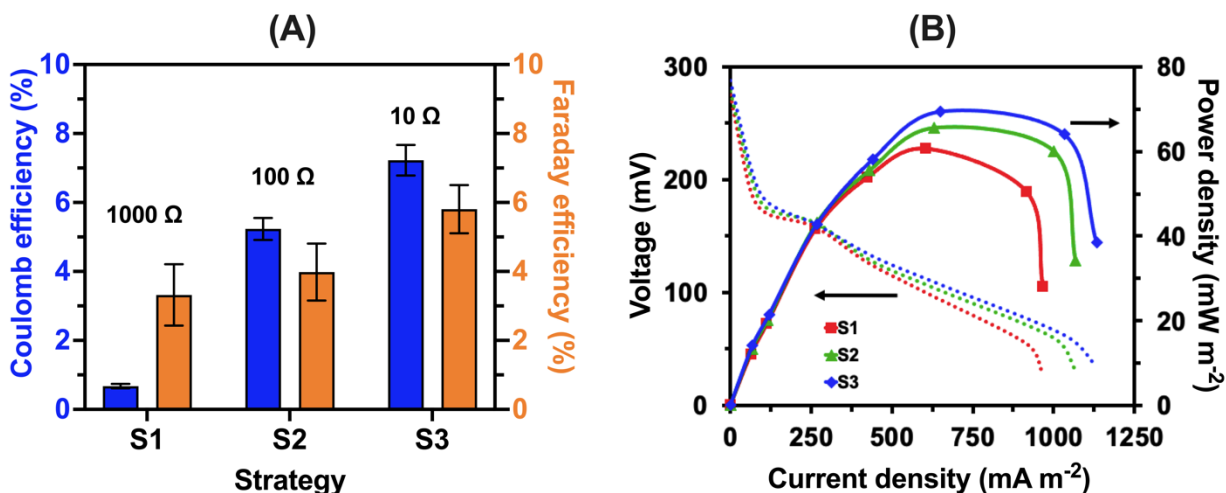 (A)
Coulomb efficiency (%)
10
8
6
4
2
0
1000 Ω
100 Ω
10 Ω
S1
S2
S3
Strategy
10
8
6
4
2
0
Faraday efficiency (%)
(B)
Voltage (mV)
300
200
100
0
S1
S2
S3
0
250
500
750
1000
1250
Current density (mA m-2)
80
60
40
20
0
Power density (mW m-2)